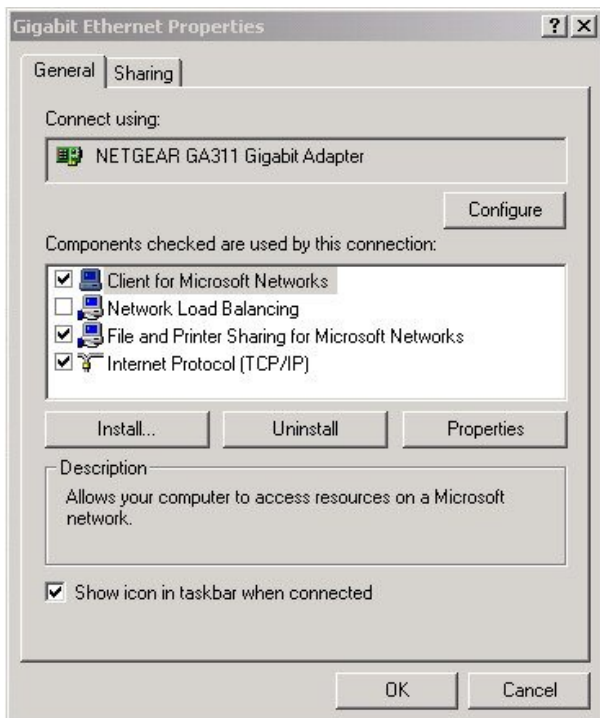 Gigabit Ethernet Properties
General
Sharing
Connect using:
NETGEAR GA311 Gigabit Adapter
Configure
Components checked are used by this connection:
Client for Microsoft Networks
Network Load Balancing
File and Printer Sharing for Microsoft Networks
Internet Protocol (TCP/IP)
Install...
Uninstall
Properties
Description
Allows your computer to access resources on a Microsoft
network.
Show icon in taskbar when connected
OK
Cancel